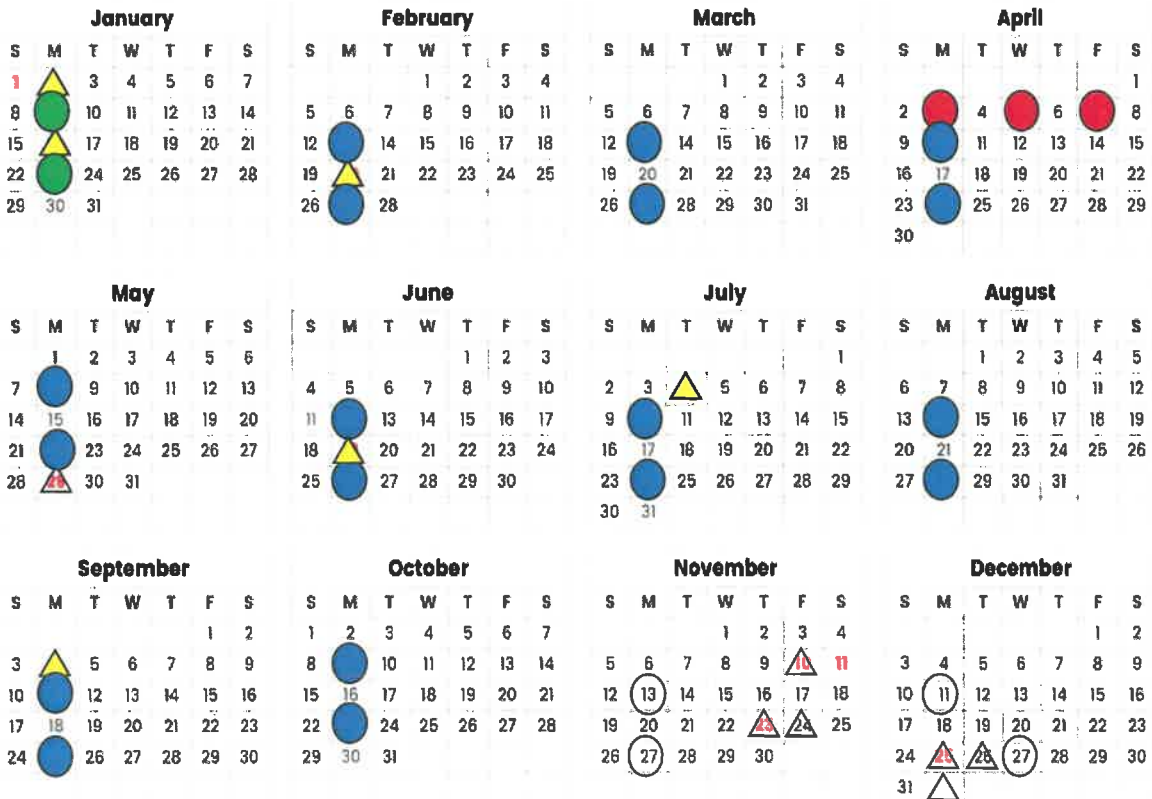 January
S M T W T F S
1 3 4 5 6 7
8 10 11 12 13 14
15 17 18 19 20 21
22 24 25 26 27 28
29 30 31
February
S M T W T F S
1 2 3 4
5 6 7 8 9 10 11
12 14 15 16 17 18
19 21 22 23 24 25
26 28
March
S M T W T F S
1 2 3 4
5 6 7 8 9 10 11
12 14 15 16 17 18
19 20 21 22 23 24 25
26 28 29 30 31
April
S M T W T F S
1
2 4 6 8
9 11 12 13 14 15
16 17 18 19 20 21 22
23 25 26 27 28 29
30
May
S M T W T F S
1 2 3 4 5 6
7 9 10 11 12 13
14 15 16 17 18 19 20
21 23 24 25 26 27
28 30 31
June
S M T W T F S
1 2 3
4 5 6 7 8 9 10
11 13 14 15 16 17
18 20 21 22 23 24
25 27 28 29 30
July
S M T W T F S
1
2 3 5 6 7 8
9 11 12 13 14 15
16 17 18 19 20 21 22
23 25 26 27 28 29
30 31
August
S M T W T F S
1 2 3 4 5
6 7 8 9 10 11 12
13 15 16 17 18 19
20 21 22 23 24 25 26
27 29 30 31
September
S M T W T F S
1 2
3 5 6 7 8 9
10 12 13 14 15 16
17 18 19 20 21 22 23
24 26 27 28 29 30
October
S M T W T F S
1 2 3 4 5 6 7
8 10 11 12 13 14
15 16 17 18 19 20 21
22 24 25 26 27 28
29 30 31
November
S M T W T F S
1 2 3 4
5 6 7 8 9 10 11
12 13 14 15 16 17 18
19 20 21 22 23 24 25
26 27 28 29 30
December
S M T W T F S
1 2
3 4 5 6 7 8 9
10 11 12 13 14 15 16
17 18 19 20 21 22 23
24 25 26 27 28 29 30
31